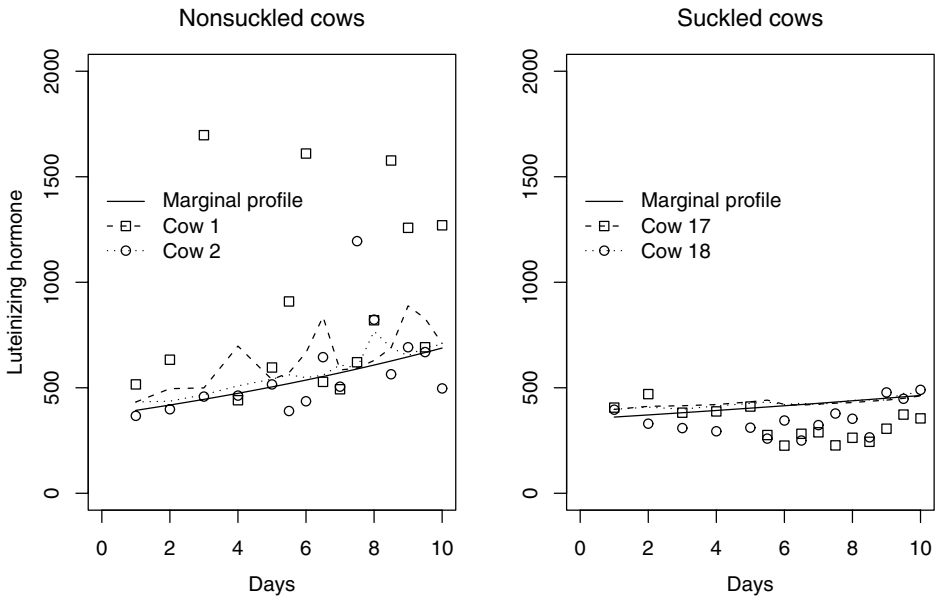 Nonsuckled cows
Luteinizing hormone
0 500 1000 1500 2000
Marginal profile
Cow 1
Cow 2
0 2 4 6 8 10
Days
Suckled cows
0 500 1000 1500 2000
Marginal profile
Cow 17
Cow 18
0 2 4 6 8 10
Days